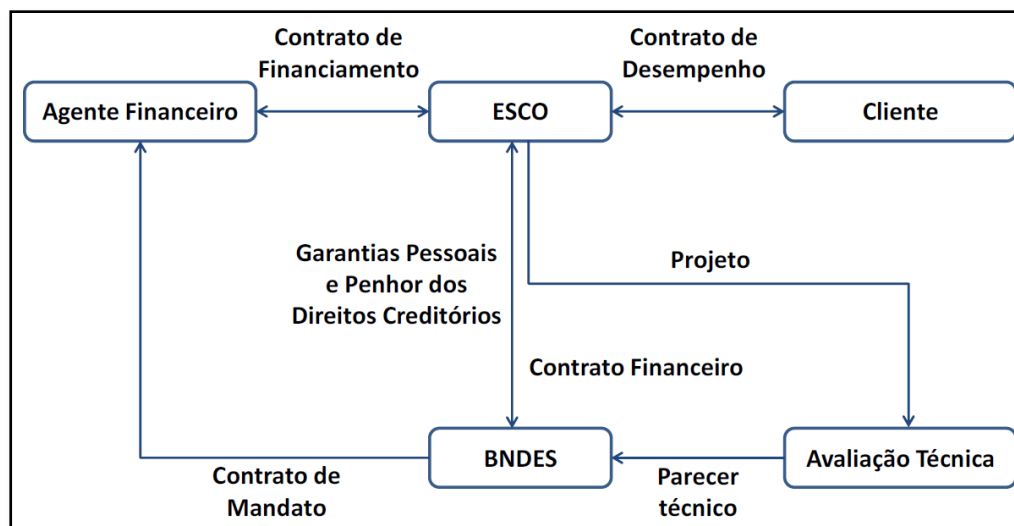 Contrato de
Financiamento
Contrato de
Desempenho
Agente Financeiro
ESCO
Cliente
Garantias Pessoais
e Penhor dos
Direitos Creditórios
Projeto
Contrato Financeiro
BNDES
Avaliação Técnica
Contrato de
Mandato
Parecer
técnico